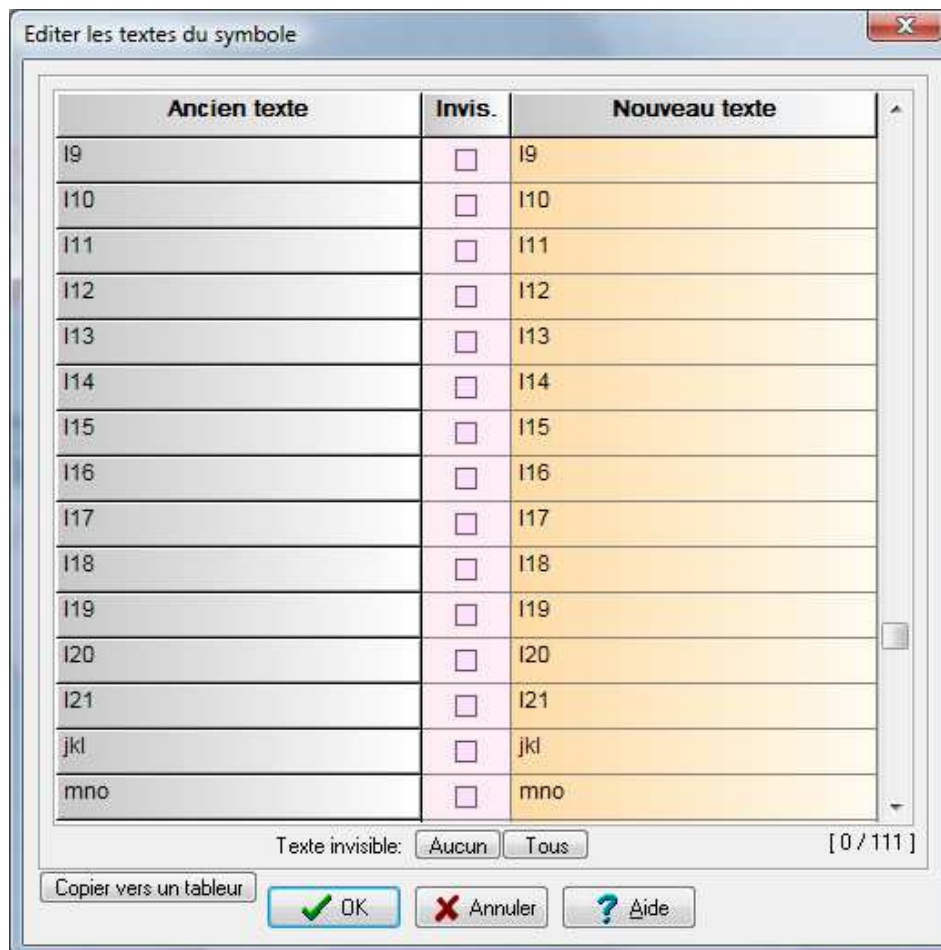 Editer les textes du symbole
Ancien texte Invis. Nouveau texte
I9 I9
I10 I10
I11 I11
I12 I12
I13 I13
I14 I14
I15 I15
I16 I16
I17 I17
I18 I18
I19 I19
I20 I20
I21 I21
jkl jkl
mno mno
Texte invisible: Aucun Tous [ 0 / 111 ]
Copier vers un tableur
OK Annuler ? Aide